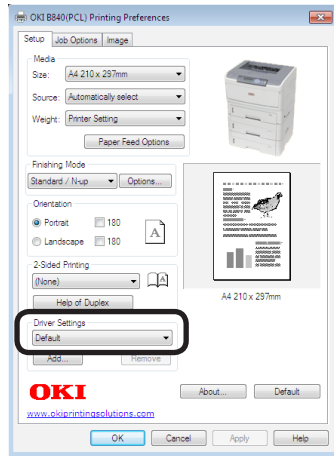 OKI B840(PCL) Printing Preferences
Setup Job Options Image
Media
Size: A4 210 x 297mm
Source: Automatically select
Weight: Printer Setting
Paper Feed Options
Finishing Mode
Standard / N-up Options...
Orientation
Portrait 180
Landscape 180
A
2-Sided Printing
(None)
Help of Duplex
A4 210 x 297mm
Driver Settings
Default
Add... Remove
OKI
About... Default
www.okiprintingsolutions.com
OK Cancel Apply Help